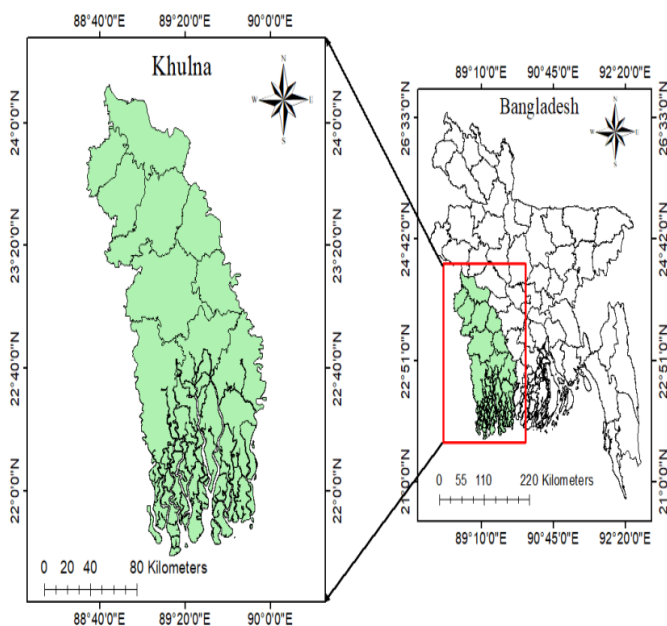 88°40'0"E 89°20'0"E 90°0'0"E
Khulna
N
W E
S
24°0'0"N
23°20'0"N
22°40'0"N
22°0'0"N
24°0'0"N
23°20'0"N
22°40'0"N
22°0'0"N
0 20 40 80 Kilometers
88°40'0"E 89°20'0"E 90°0'0"E
89°10'0"E 90°45'0"E 92°20'0"E
Bangladesh
N
S
26°33'0"N
24°42'0"N
22°51'0"N
21°0'0"N
26°33'0"N
24°42'0"N
22°51'0"N
21°0'0"N
0 55 110 220 Kilometers
89°10'0"E 90°45'0"E 92°20'0"E